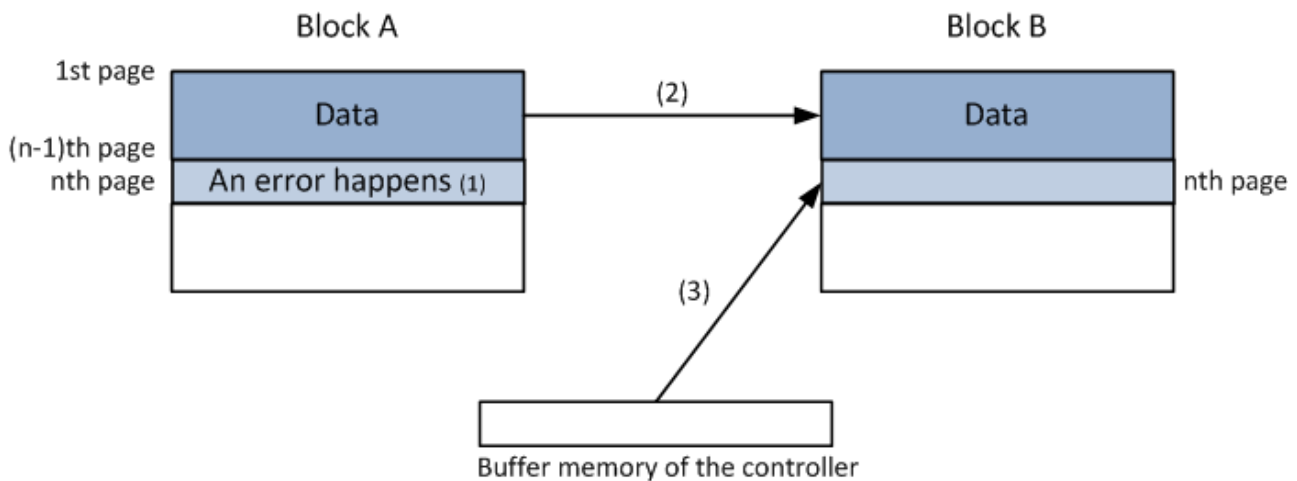 Block A
Block B
1st page
Data
(2)
Data
(n-1)th page
nth page
An error happens (1)
nth page
(3)
Buffer memory of the controller